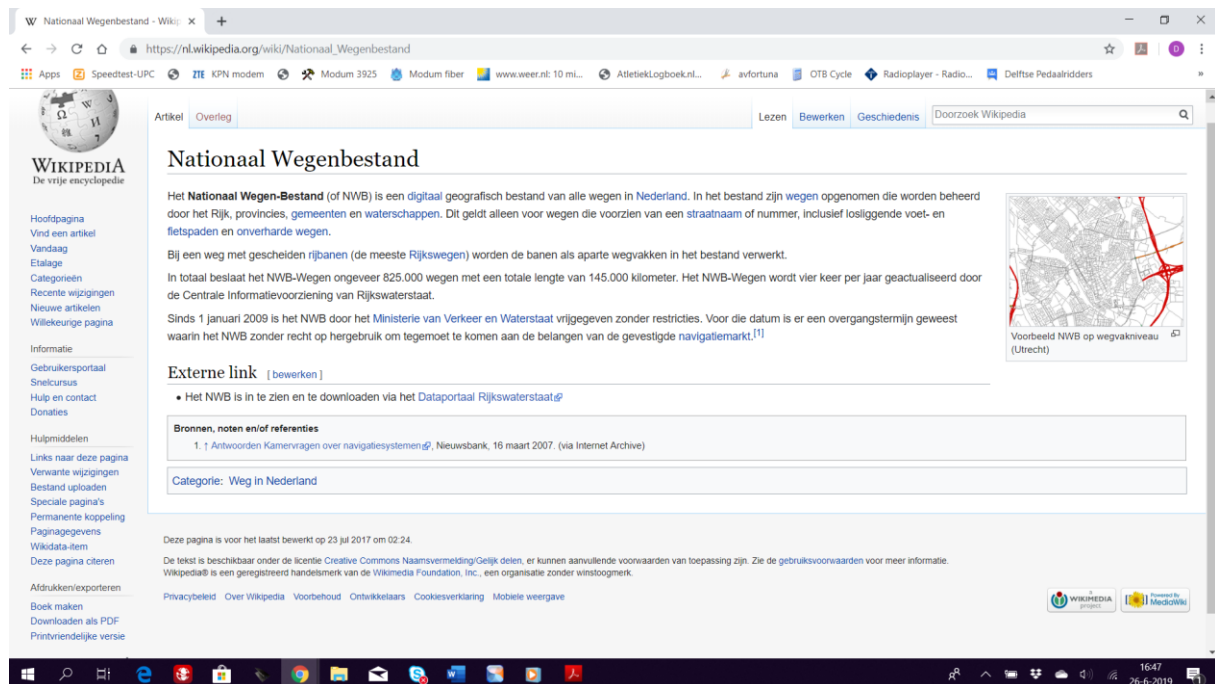 Nationaal Wegenbestand - Wikip
https://nl.wikipedia.org/wiki/Nationaal_Wegenbestand
Apps Speedtest-UPC ZTE KPN modem Modum 3925 Modum fiber www.weer.nl: 10 mi... AtletiekLogboek.nl... avfortuna OTB Cycle Radioplayer - Radio... Delftse Pedaalridders »
WIKIPEDIA
De vrije encyclopedie
Hoofdpagina
Vind een artikel
Vandaag
Etalage
Categorieën
Recente wijzigingen
Nieuwe artikelen
Willekeurige pagina
Informatie
Gebruikersportaal
Snelcursus
Hulp en contact
Donaties
Hulpmiddelen
Links naar deze pagina
Verwante wijzigingen
Bestand uploaden
Speciale pagina's
Permanente koppeling
Paginagegevens
Wikidata-item
Deze pagina citeren
Afdrukken/exporteren
Boek maken
Downloaden als PDF
Printvriendelijke versie
Artikel Overleg Lezen Bewerken Geschiedenis Doorzoek Wikipedia
Nationaal Wegenbestand
Het Nationaal Wegen-Bestand (of NWB) is een digitaal geografisch bestand van alle wegen in Nederland. In het bestand zijn wegen opgenomen die worden beheerd
door het Rijk, provincies, gemeenten en waterschappen. Dit geldt alleen voor wegen die voorzien van een straatnaam of nummer, inclusief losliggende voet- en
fietspaden en onverharde wegen.
Bij een weg met gescheiden rijbanen (de meeste Rijkswegen) worden de banen als aparte wegvakken in het bestand verwerkt.
In totaal beslaat het NWB-Wegen ongeveer 825.000 wegen met een totale lengte van 145.000 kilometer. Het NWB-Wegen wordt vier keer per jaar geactualiseerd door
de Centrale Informatievoorziening van Rijkswaterstaat.
Sinds 1 januari 2009 is het NWB door het Ministerie van Verkeer en Waterstaat vrijgegeven zonder restricties. Voor die datum is er een overgangstermijn geweest
waarin het NWB zonder recht op hergebruik om tegemoet te komen aan de belangen van de gevestigde navigatiemarkt.[1]
Voorbeeld NWB op wegvakniveau
(Utrecht)
Externe link [ bewerken ]
• Het NWB is in te zien en te downloaden via het Dataportaal Rijkswaterstaat
Bronnen, noten en/of referenties
1. ↑ Antwoorden Kamervragen over navigatiesystemen, Nieuwsbank, 16 maart 2007. (via Internet Archive)
Categorie: Weg in Nederland
Deze pagina is voor het laatst bewerkt op 23 jul 2017 om 02:24.
De tekst is beschikbaar onder de licentie Creative Commons Naamsvermelding/Gelijk delen, er kunnen aanvullende voorwaarden van toepassing zijn. Zie de gebruiksvoorwaarden voor meer informatie.
Wikipedia® is een geregistreerd handelsmerk van de Wikimedia Foundation, Inc., een organisatie zonder winstoogmerk.
Privacybeleid Over Wikipedia Voorbehoud Ontwikkelaars Cookiesverklaring Mobiele weergave
a WIKIMEDIA project
Powered By MediaWiki
16:47
26-6-2019